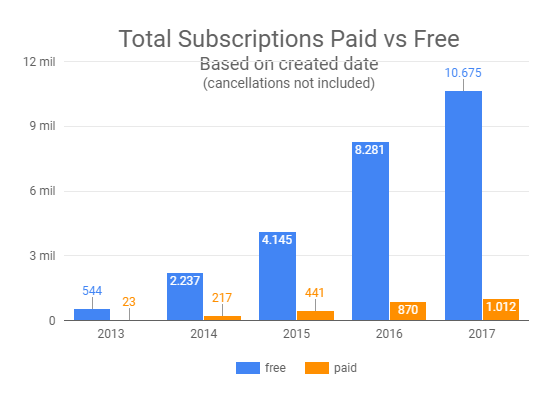 Total Subscriptions Paid vs Free
Based on created date
(cancellations not included)
12 mil
9 mil
6 mil
3 mil
0
544
23
2.237
217
4.145
441
8.281
870
10.675
1.012
2013
2014
2015
2016
2017
free
paid